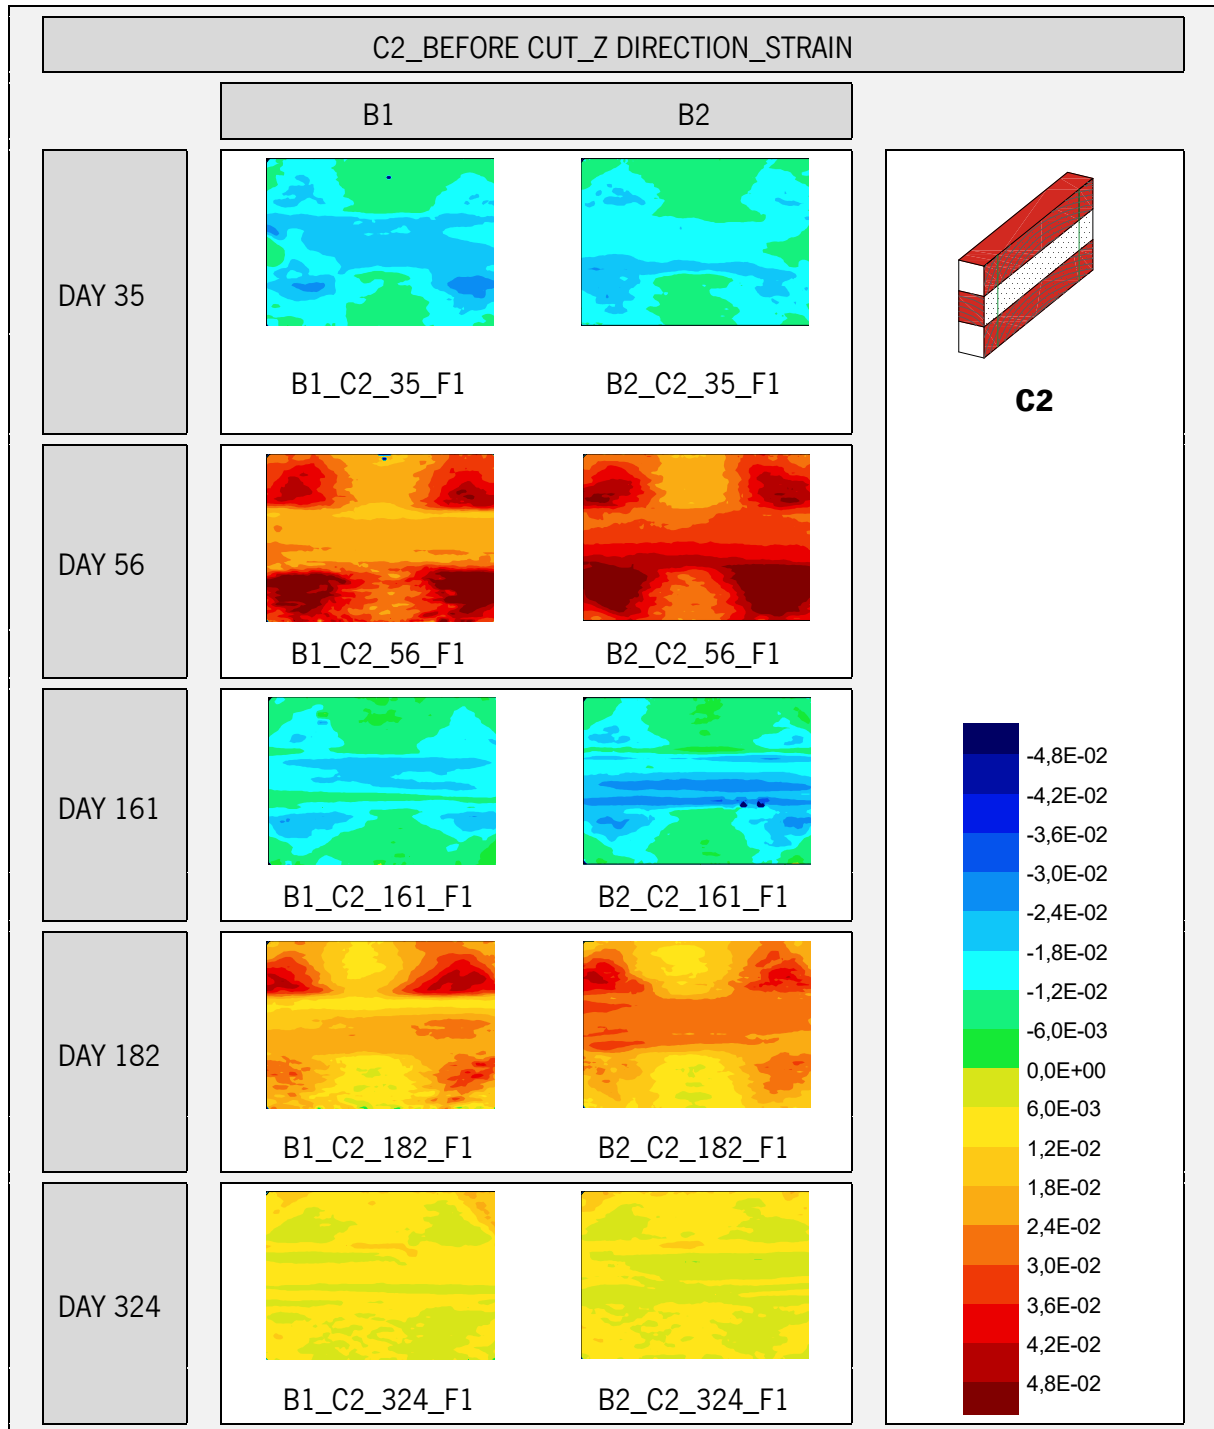 C2_BEFORE CUT_Z DIRECTION_STRAIN
B1
B2
DAY 35
B1_C2_35_F1
B2_C2_35_F1
C2
DAY 56
B1_C2_56_F1
B2_C2_56_F1
DAY 161
B1_C2_161_F1
B2_C2_161_F1
DAY 182
B1_C2_182_F1
B2_C2_182_F1
DAY 324
B1_C2_324_F1
B2_C2_324_F1
-4,8E-02
-4,2E-02
-3,6E-02
-3,0E-02
-2,4E-02
-1,8E-02
-1,2E-02
-6,0E-03
0,0E+00
6,0E-03
1,2E-02
1,8E-02
2,4E-02
3,0E-02
3,6E-02
4,2E-02
4,8E-02